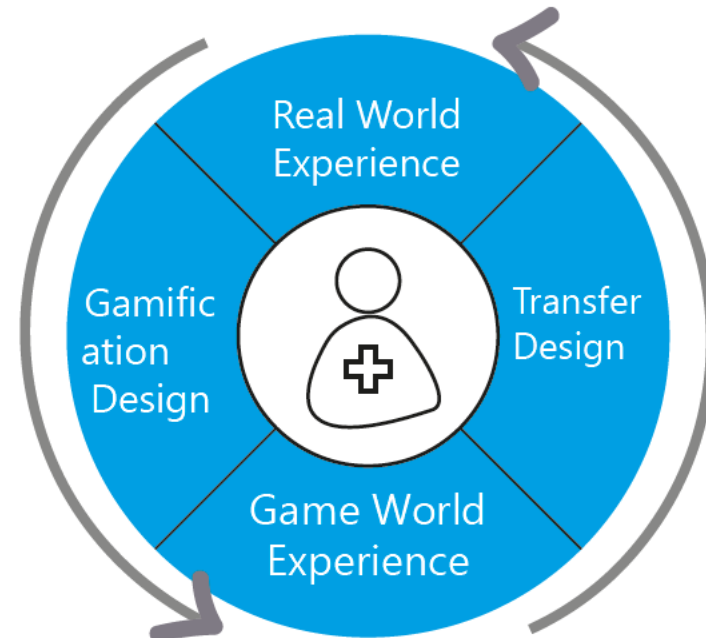 Real World
Experience
Gamific
ation
Design
Transfer
Design
Game World
Experience